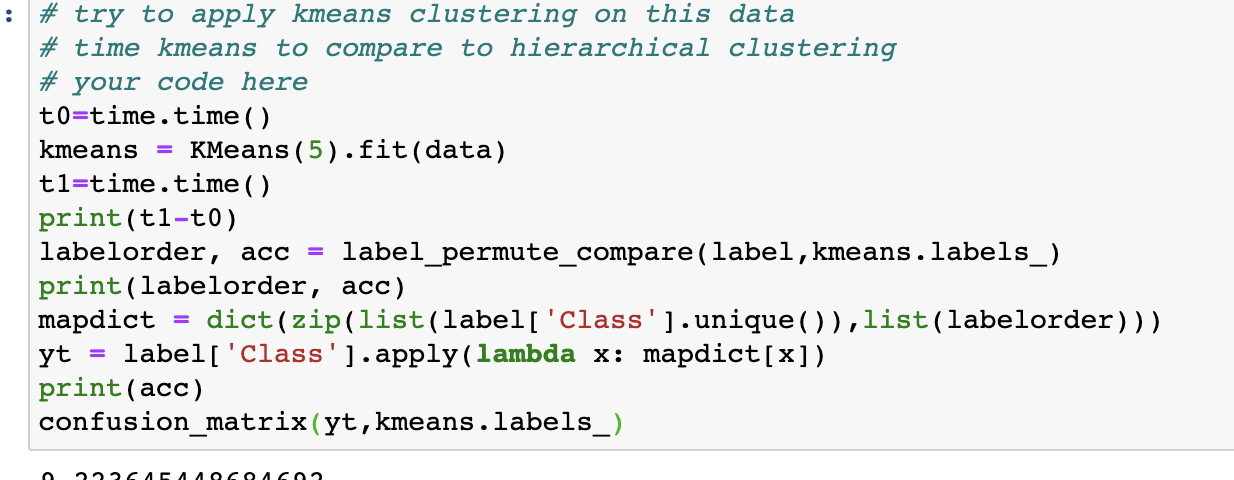 :
# try to apply kmeans clustering on this data
# time kmeans to compare to hierarchical clustering
# your code here
t0=time.time()
kmeans = KMeans(5).fit(data)
t1=time.time()
print(t1-t0)
labelorder, acc = label_permute_compare(label,kmeans.labels_)
print(labelorder, acc)
mapdict = dict(zip(list(label['Class'].unique()),list(labelorder)))
yt = label['Class'].apply(lambda x: mapdict[x])
print(acc)
confusion_matrix(yt,kmeans.labels_)